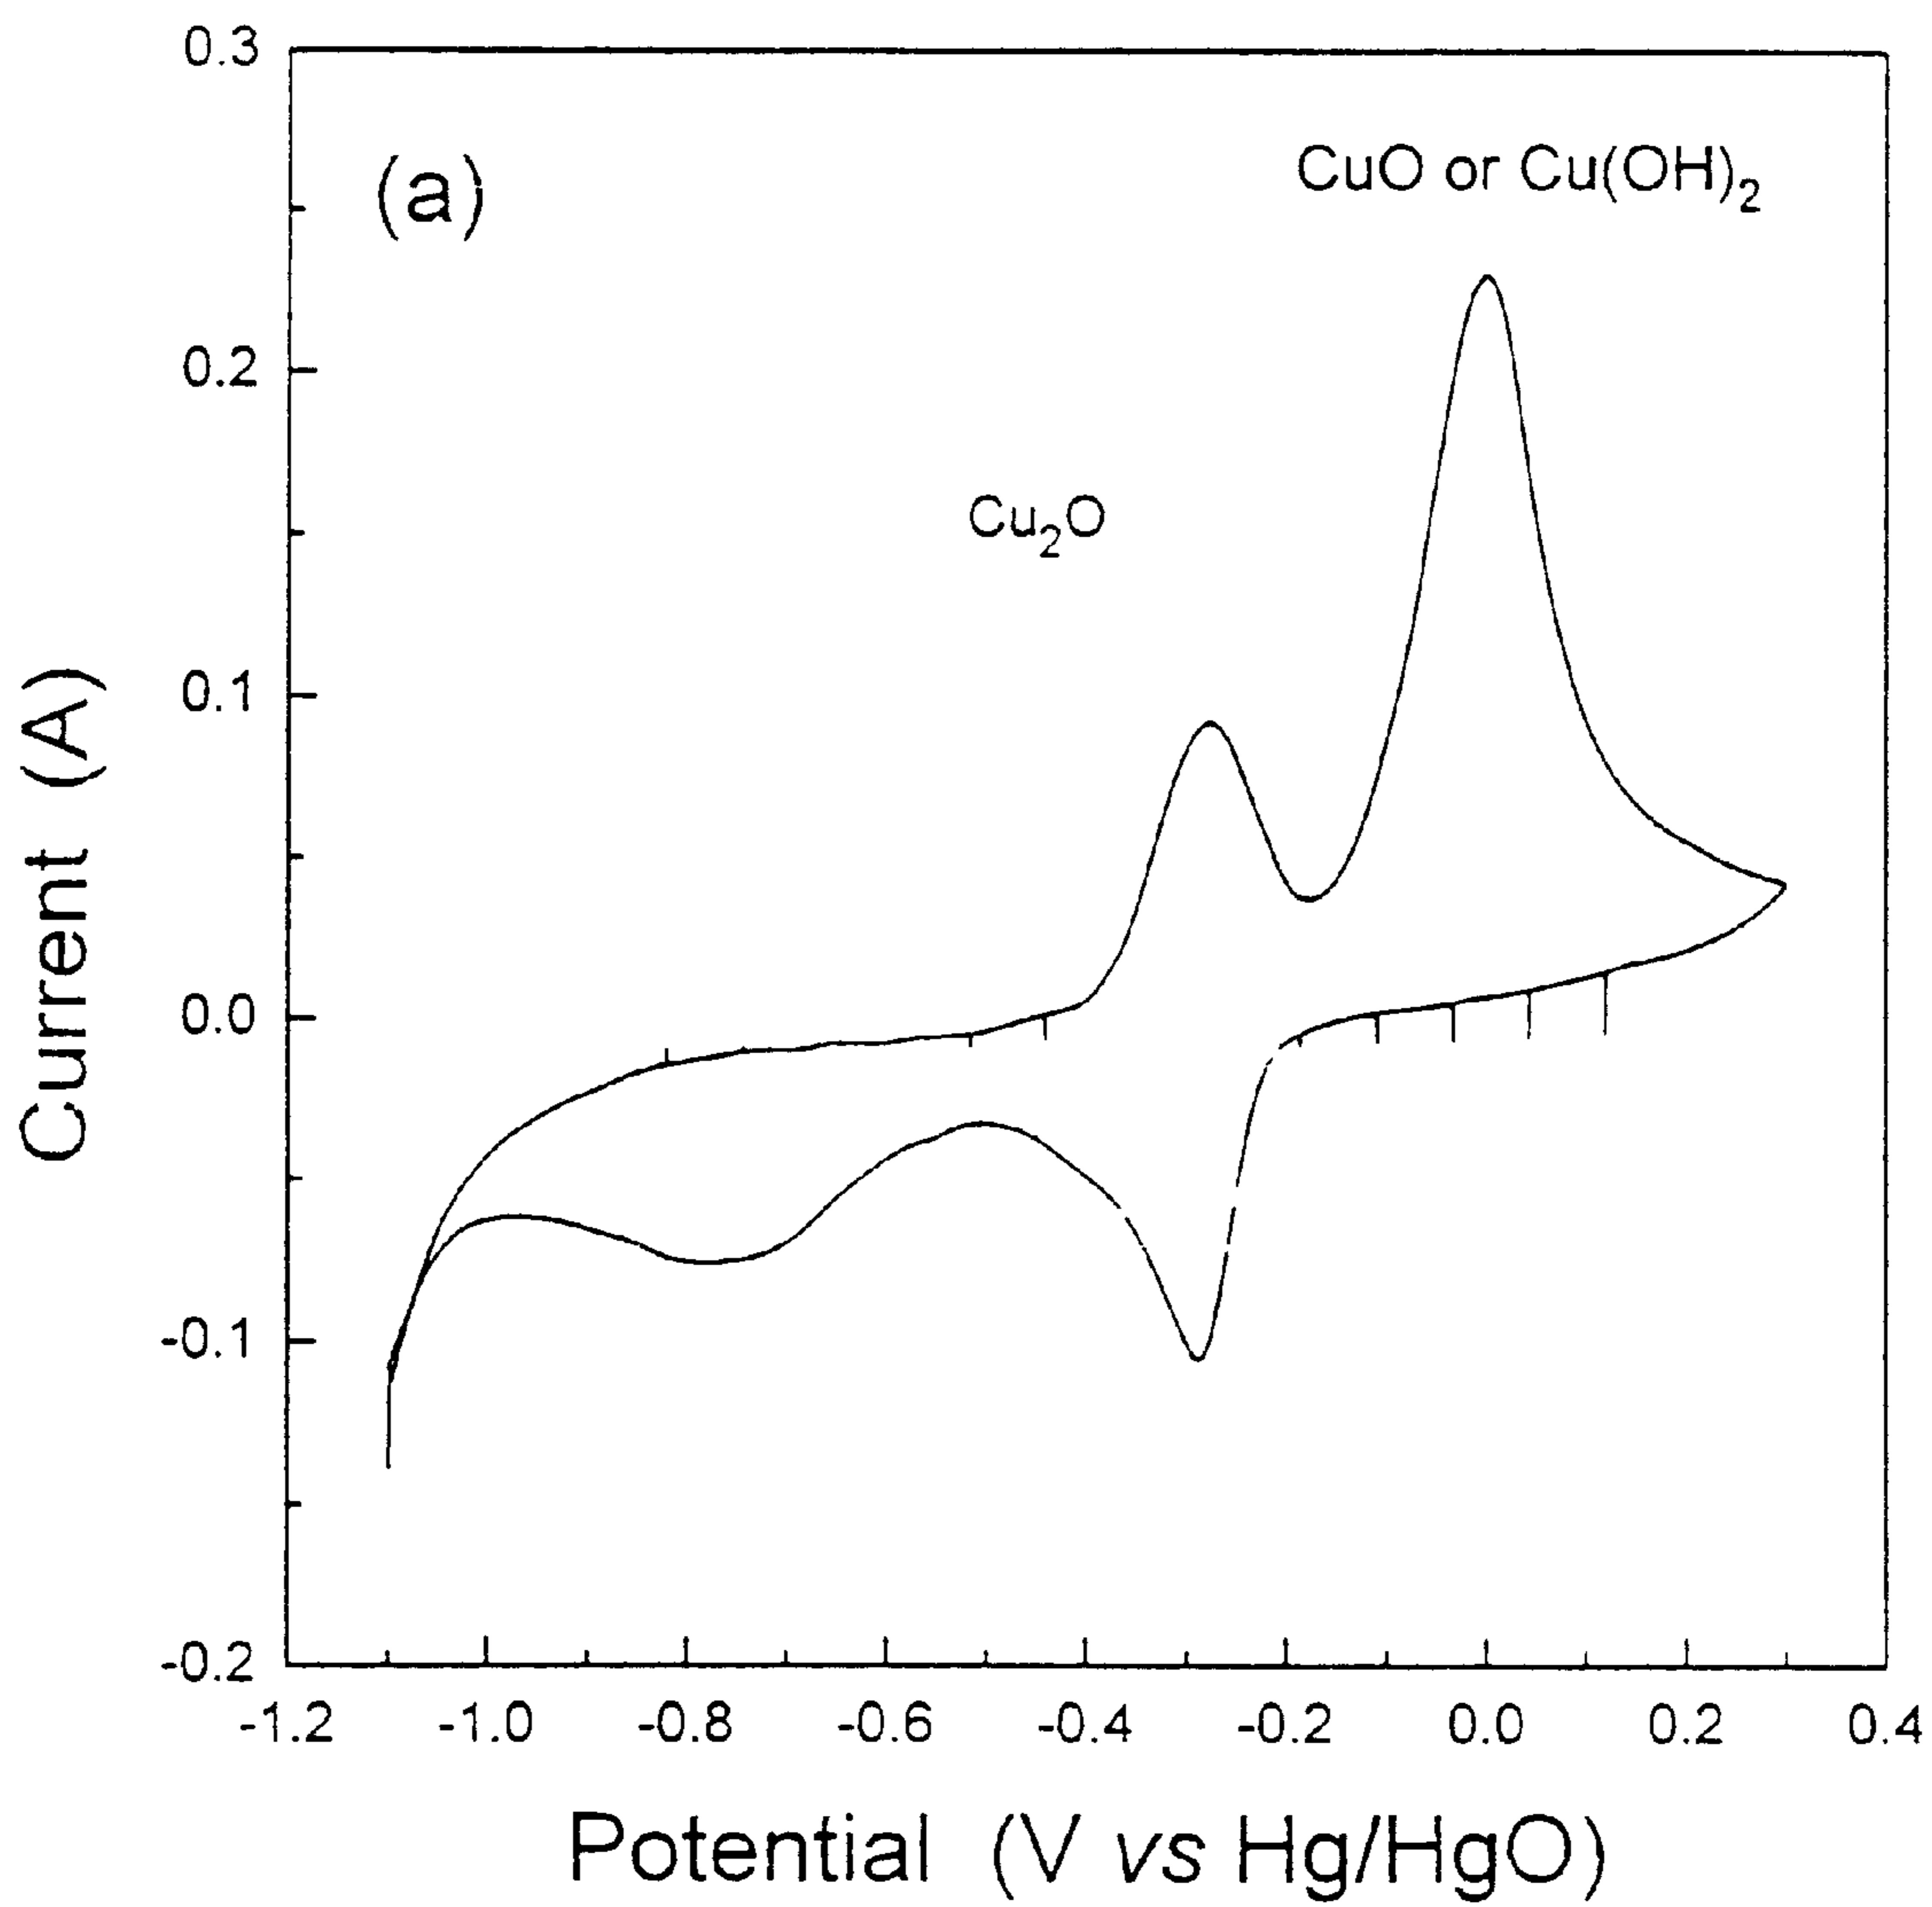 0.3
(a)
CuO or Cu(OH)₂
0.2
Cu₂O
0.1
0.0
-0.1
-0.2
-1.2 -1.0 -0.8 -0.6 -0.4 -0.2 0.0 0.2 0.4
Current (A)
Potential (V vs Hg/HgO)